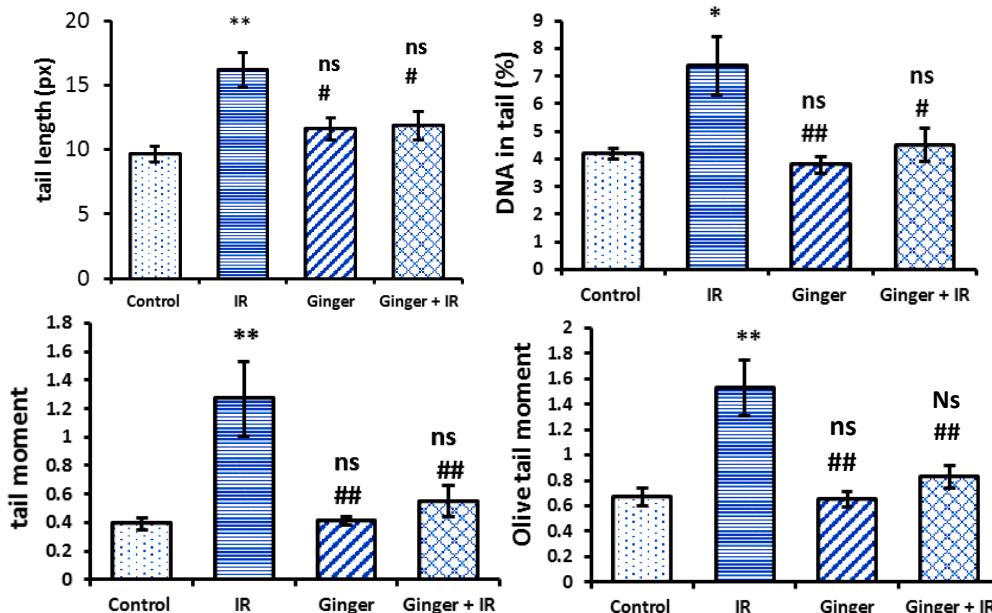 tail length (px)
20
15
10
5
0
**
ns
#
ns
#
Control
IR
Ginger
Ginger + IR
DNA in tail (%)
9
8
7
6
5
4
3
2
1
0
*
ns
##
ns
#
Control
IR
Ginger
Ginger + IR
tail moment
1.8
1.6
1.4
1.2
1
0.8
0.6
0.4
0.2
0
**
ns
##
ns
##
Control
IR
Ginger
Ginger + IR
Olive tail moment
2
1.8
1.6
1.4
1.2
1
0.8
0.6
0.4
0.2
0
**
ns
##
Ns
##
Control
IR
Ginger
Ginger + IR